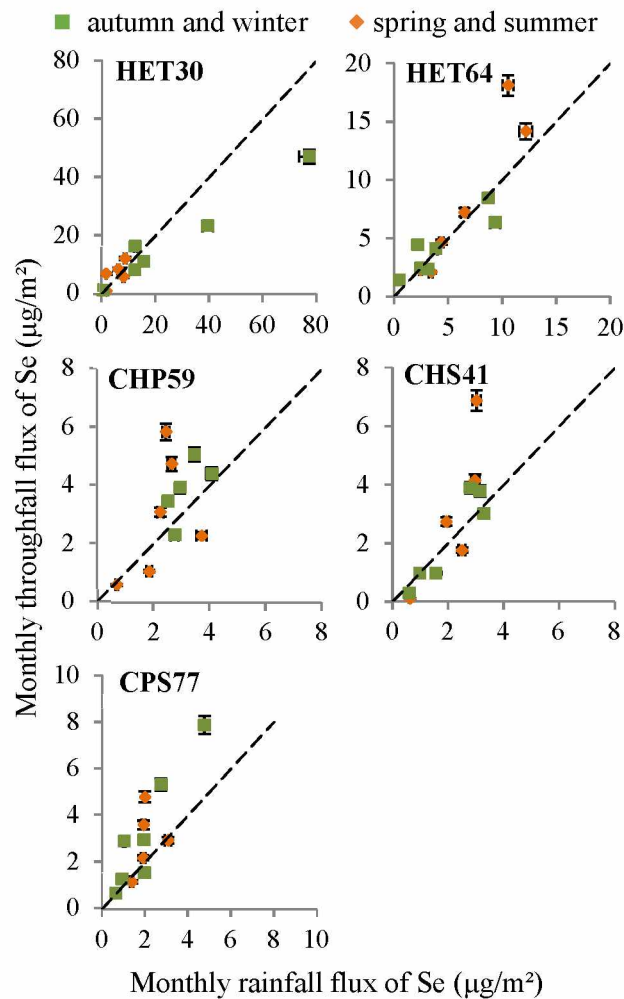 autumn and winter spring and summer
HET30
80
60
40
20
0
0 20 40 60 80
HET64
20
15
10
5
0
0 5 10 15 20
CHP59
8
6
4
2
0
0 2 4 6 8
CHS41
8
6
4
2
0
0 2 4 6 8
CPS77
10
8
6
4
2
0
0 2 4 6 8 10
Monthly throughfall flux of Se (μg/m²)
Monthly rainfall flux of Se (μg/m²)